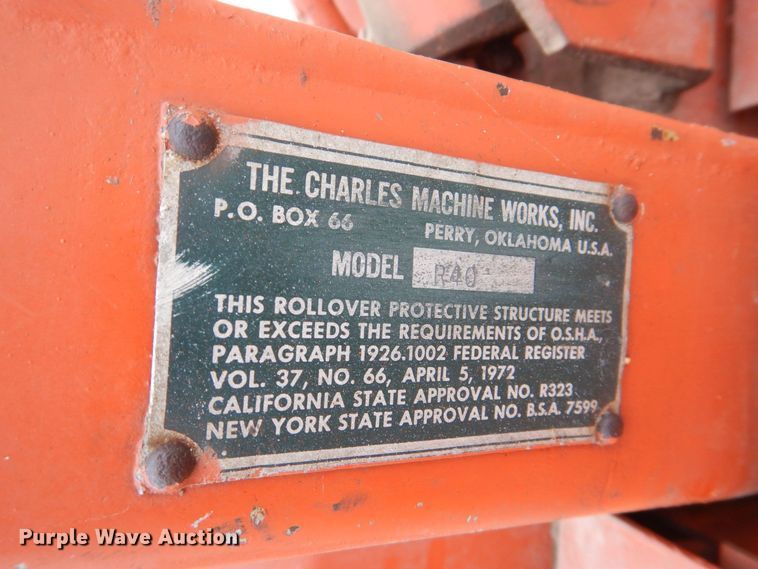 THE CHARLES MACHINE WORKS, INC.
P.O. BOX 66 PERRY, OKLAHOMA U.S.A.
MODEL R40
THIS ROLLOVER PROTECTIVE STRUCTURE MEETS
OR EXCEEDS THE REQUIREMENTS OF O.S.H.A.,
PARAGRAPH 1926.1002 FEDERAL REGISTER
VOL. 37, NO. 66, APRIL 5, 1972
CALIFORNIA STATE APPROVAL NO. R323
NEW YORK STATE APPROVAL NO. B.S.A. 7599
Purple Wave Auction